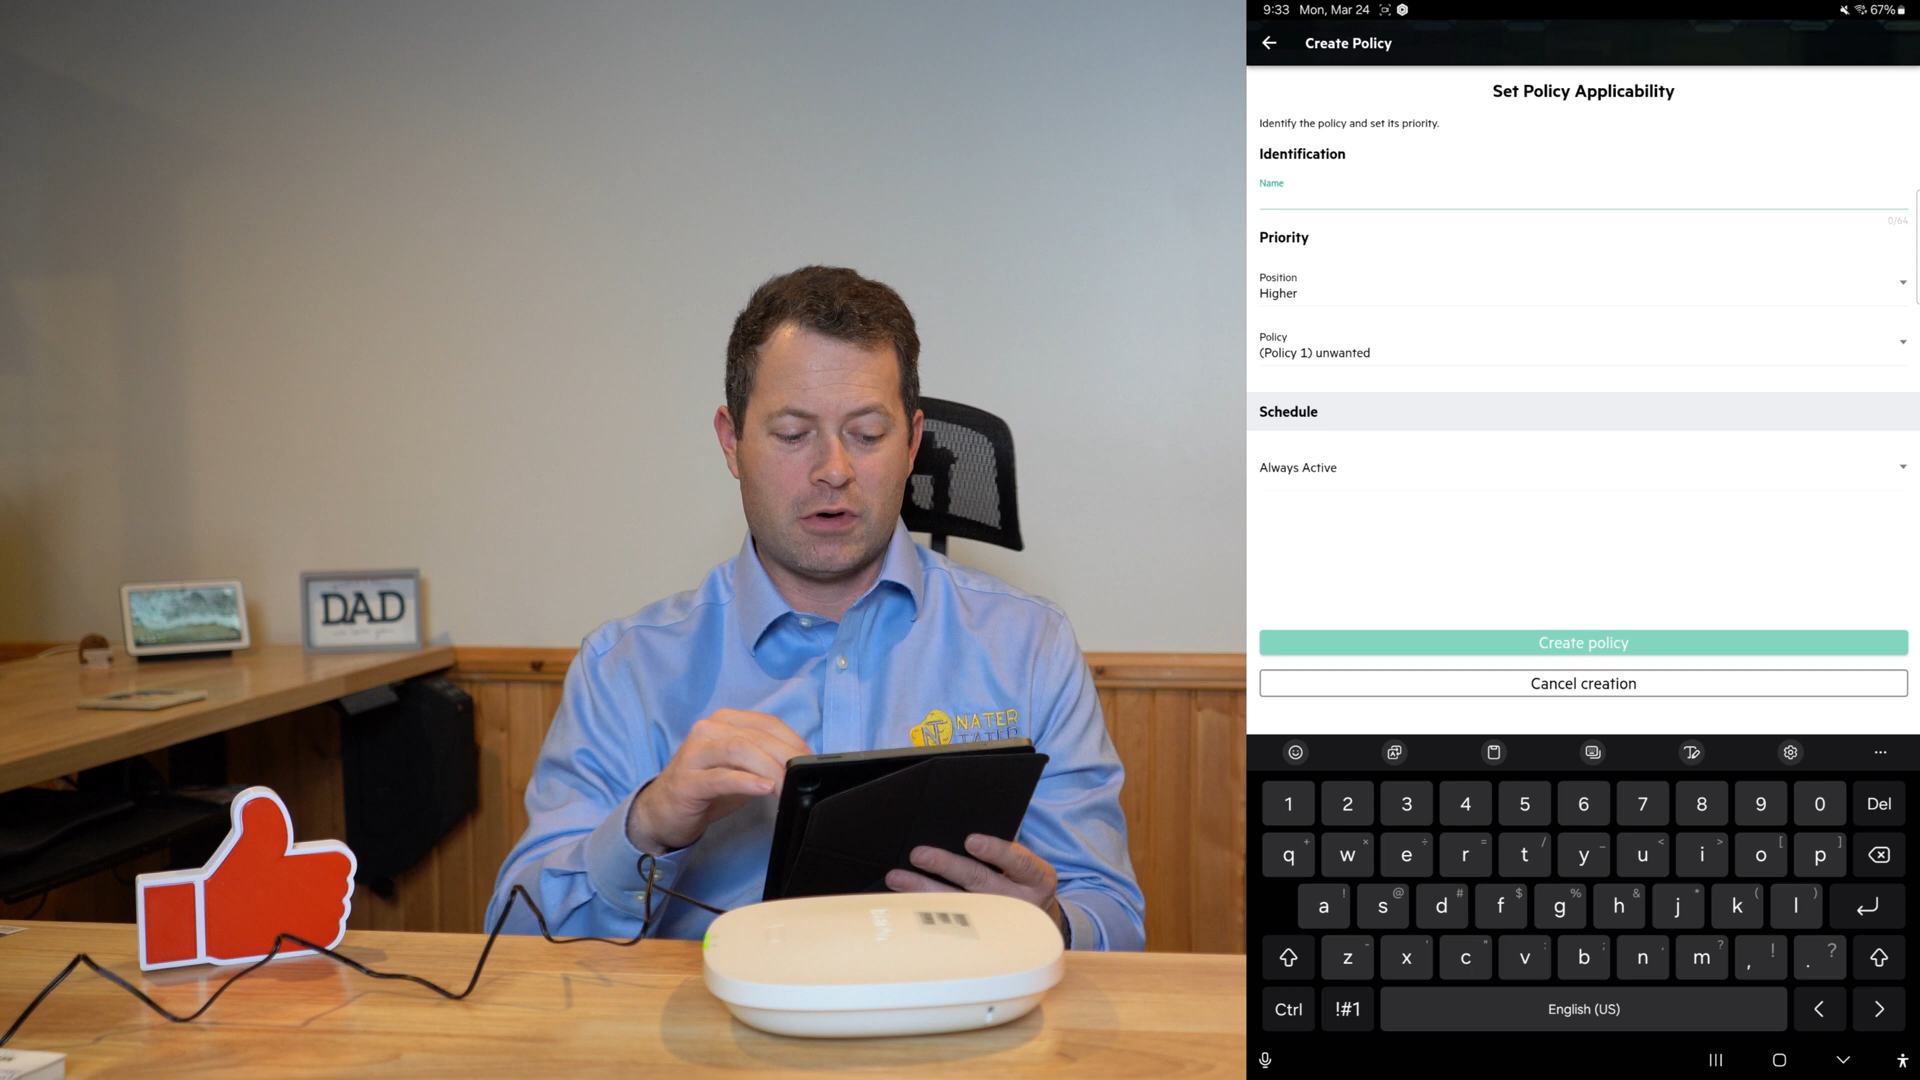 9:33 Mon, Mar 24
67%
Create Policy
Set Policy Applicability
Identify the policy and set its priority.
Identification
Name
0/64
Priority
Position
Higher
Policy
(Policy 1) unwanted
Schedule
Always Active
Create policy
Cancel creation
1 2 3 4 5 6 7 8 9 0 Del
q w e r t y u i o p
a s d f g h j k l
z x c v b n m , .
Ctrl !#1 English (US) < >
DAD
NATER
TATER
NT